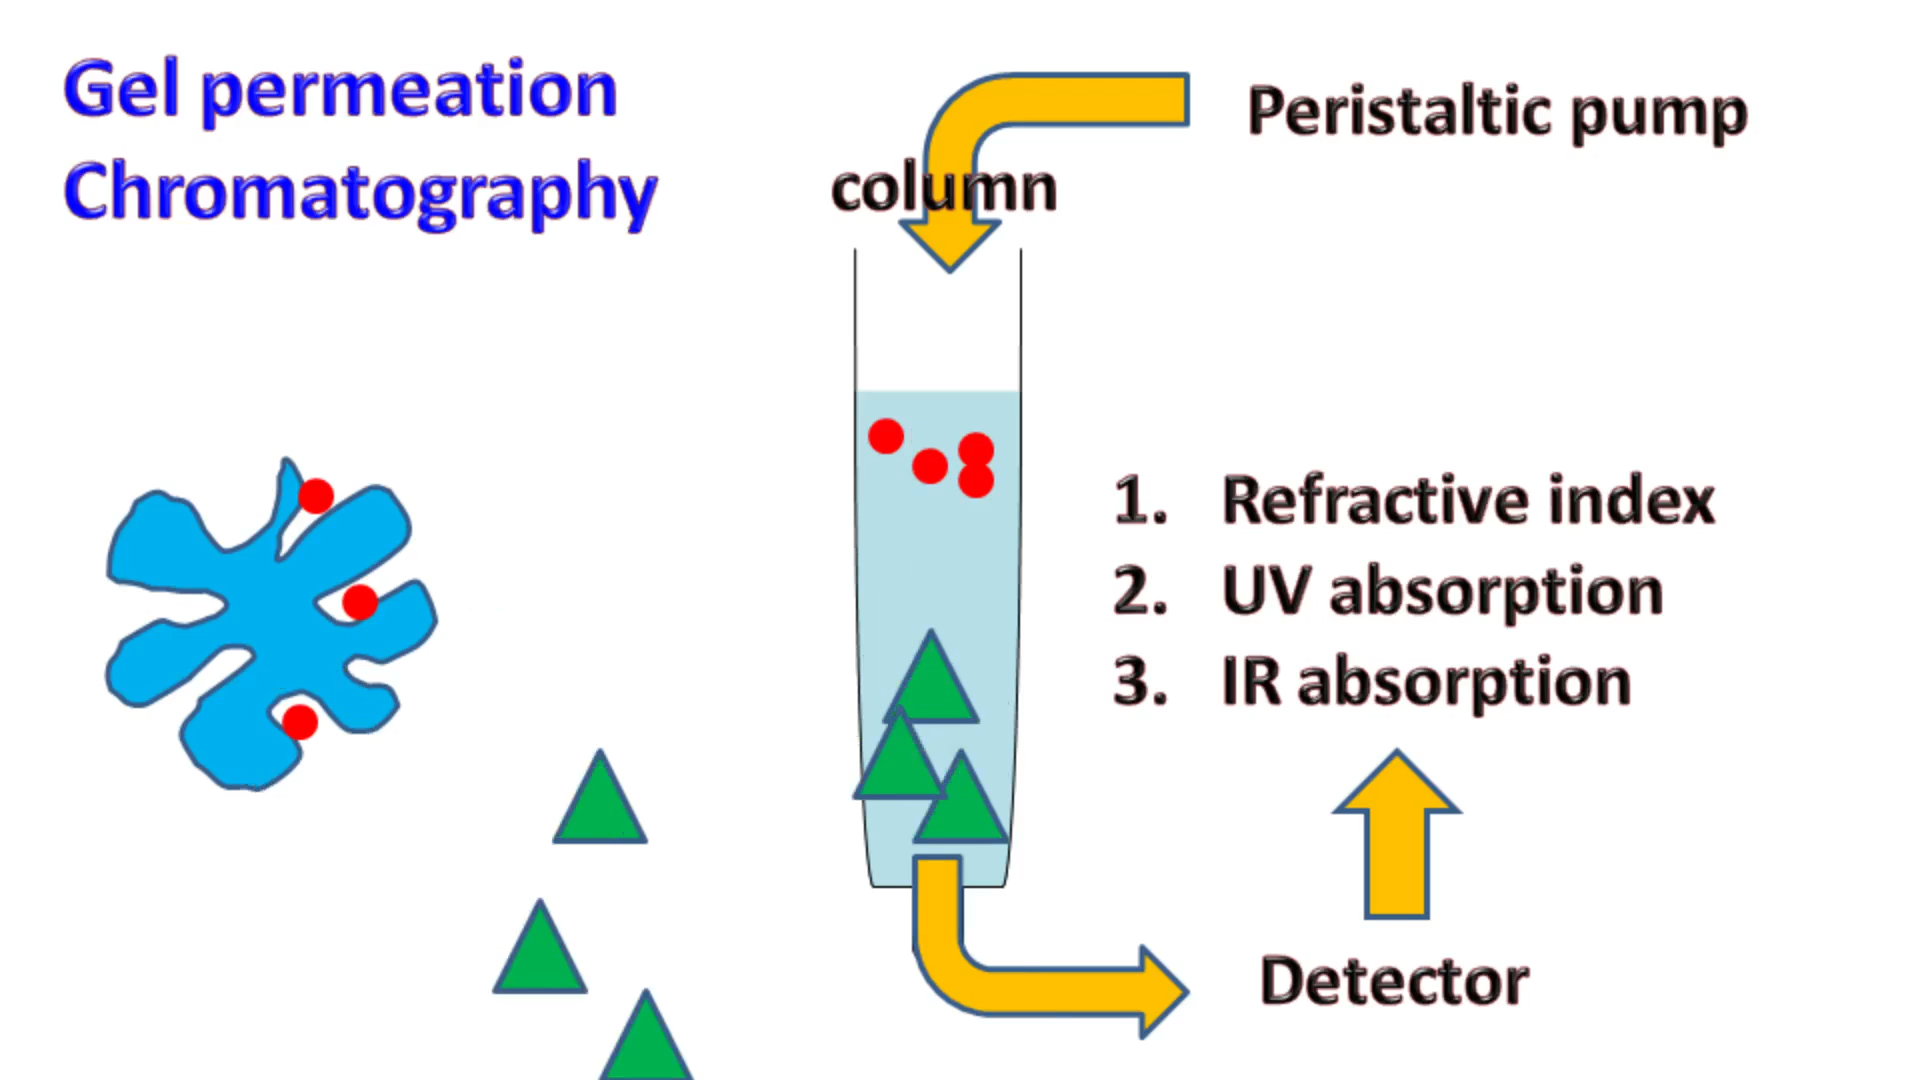 Gel permeation
Chromatography
Peristaltic pump
column
1. Refractive index
2. UV absorption
3. IR absorption
Detector